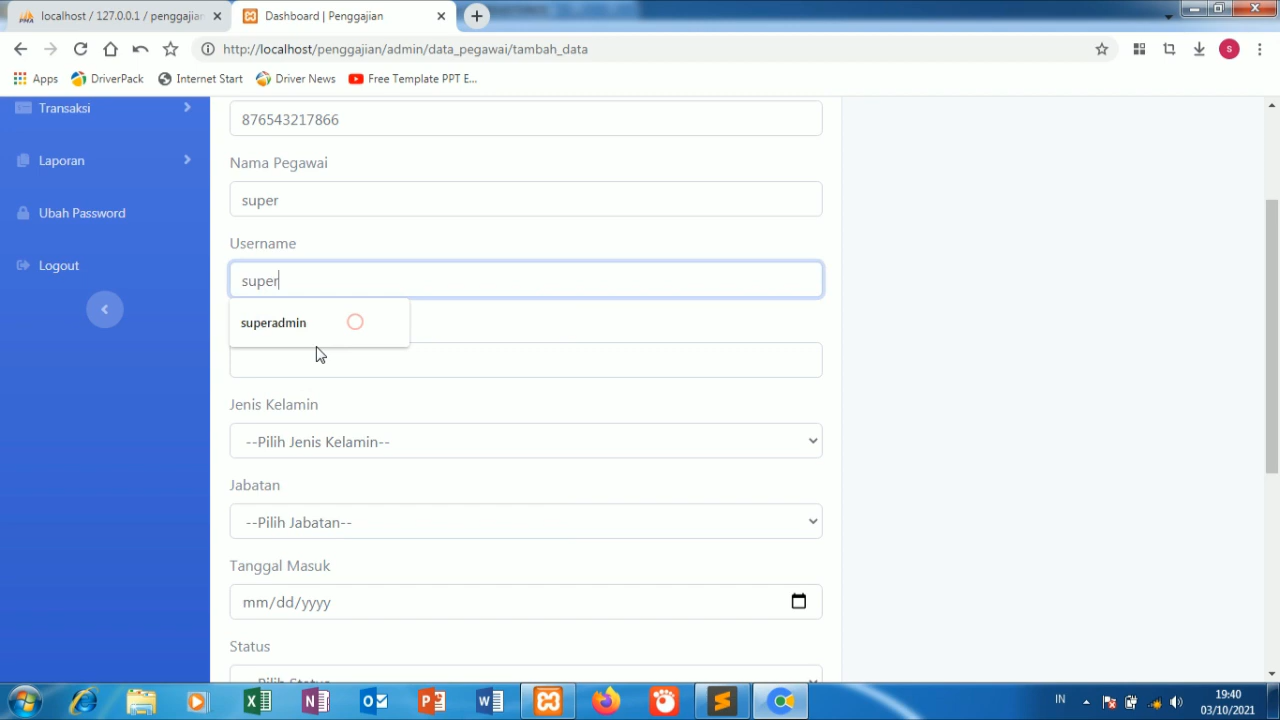 localhost / 127.0.0.1 / penggajian
Dashboard | Penggajian
http://localhost/penggajian/admin/data_pegawai/tambah_data
S
Apps
DriverPack
Internet Start
Driver News
Free Template PPT E...
Transaksi
Laporan
Ubah Password
Logout
876543217866
Nama Pegawai
super
Username
super
superadmin
Jenis Kelamin
--Pilih Jenis Kelamin--
Jabatan
--Pilih Jabatan--
Tanggal Masuk
mm/dd/yyyy
Status
--Pilih Status--
IN
19:40
03/10/2021